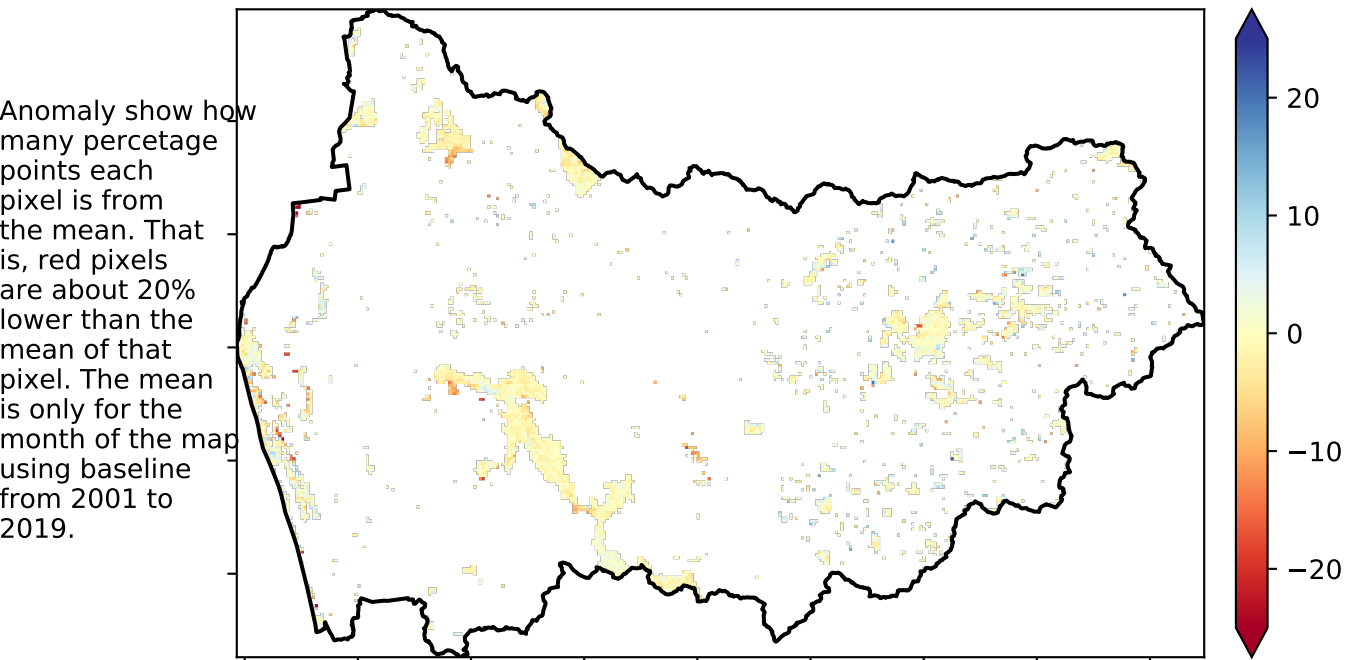 Anomaly show how
many percetage
points each
pixel is from
the mean. That
is, red pixels
are about 20%
lower than the
mean of that
pixel. The mean
is only for the
month of the map
using baseline
from 2001 to
2019.
20
10
0
−10
−20